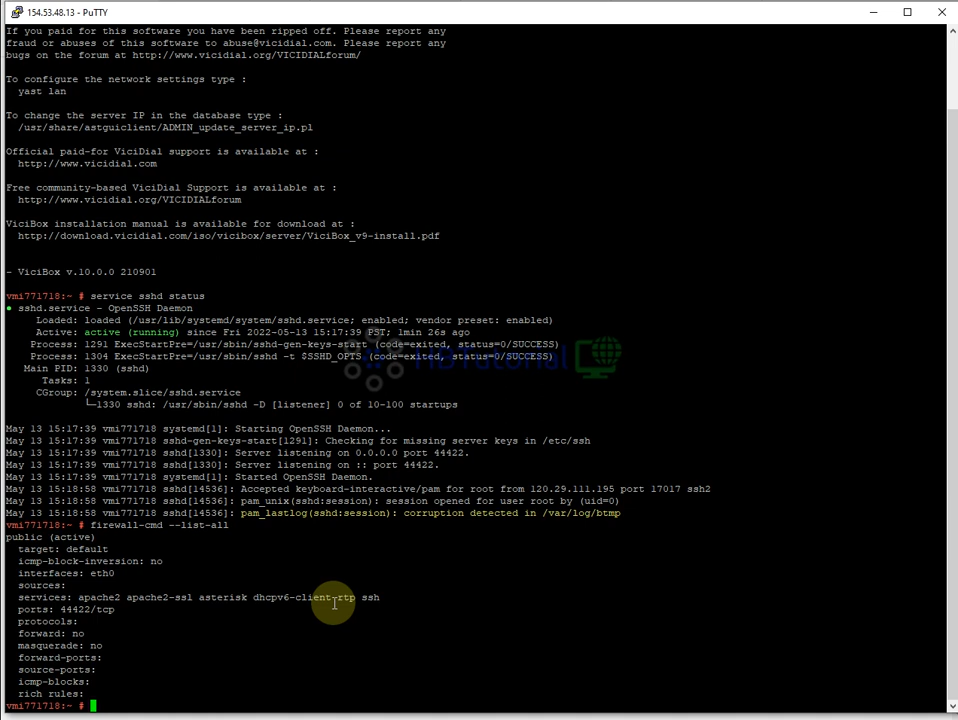 154.53.48.13 - PuTTY
If you paid for this software you have been ripped off. Please report any
fraud or abuses of this software to abuse@vicidial.com. Please report any
bugs on the forum at http://www.vicidial.org/VICIDIALforum/
To configure the network settings type :
yast lan
To change the server IP in the database type :
/usr/share/astguiclient/ADMIN_update_server_ip.pl
Official paid-for ViciDial support is available at :
http://www.vicidial.com
Free community-based ViciDial Support is available at :
http://www.vicidial.org/VICIDIALforum
ViciBox installation manual is available for download at :
http://download.vicidial.com/iso/vicibox/server/ViciBox_v9-install.pdf
- ViciBox v.10.0.0 210901
vmi771718:~ # service sshd status
● sshd.service - OpenSSH Daemon
Loaded: loaded (/usr/lib/systemd/system/sshd.service; enabled; vendor preset: enabled)
Active: active (running) since Fri 2022-05-13 15:17:39 PST; 1min 26s ago
Process: 1291 ExecStartPre=/usr/sbin/sshd-gen-keys-start (code=exited, status=0/SUCCESS)
Process: 1304 ExecStartPre=/usr/sbin/sshd -t $SSHD_OPTS (code=exited, status=0/SUCCESS)
Main PID: 1330 (sshd)
Tasks: 1
CGroup: /system.slice/sshd.service
└─1330 sshd: /usr/sbin/sshd -D [listener] 0 of 10-100 startups
May 13 15:17:39 vmi771718 systemd[1]: Starting OpenSSH Daemon...
May 13 15:17:39 vmi771718 sshd-gen-keys-start[1291]: Checking for missing server keys in /etc/ssh
May 13 15:17:39 vmi771718 sshd[1330]: Server listening on 0.0.0.0 port 44422.
May 13 15:17:39 vmi771718 sshd[1330]: Server listening on :: port 44422.
May 13 15:17:39 vmi771718 systemd[1]: Started OpenSSH Daemon.
May 13 15:18:58 vmi771718 sshd[14536]: Accepted keyboard-interactive/pam for root from 120.29.111.195 port 17017 ssh2
May 13 15:18:58 vmi771718 sshd[14536]: pam_unix(sshd:session): session opened for user root by (uid=0)
May 13 15:18:58 vmi771718 sshd[14536]: pam_lastlog(sshd:session): corruption detected in /var/log/btmp
vmi771718:~ # firewall-cmd --list-all
public (active)
target: default
icmp-block-inversion: no
interfaces: eth0
sources:
services: apache2 apache2-ssl asterisk dhcpv6-client rtp ssh
ports: 44422/tcp
protocols:
forward: no
masquerade: no
forward-ports:
source-ports:
icmp-blocks:
rich rules:
vmi771718:~ #